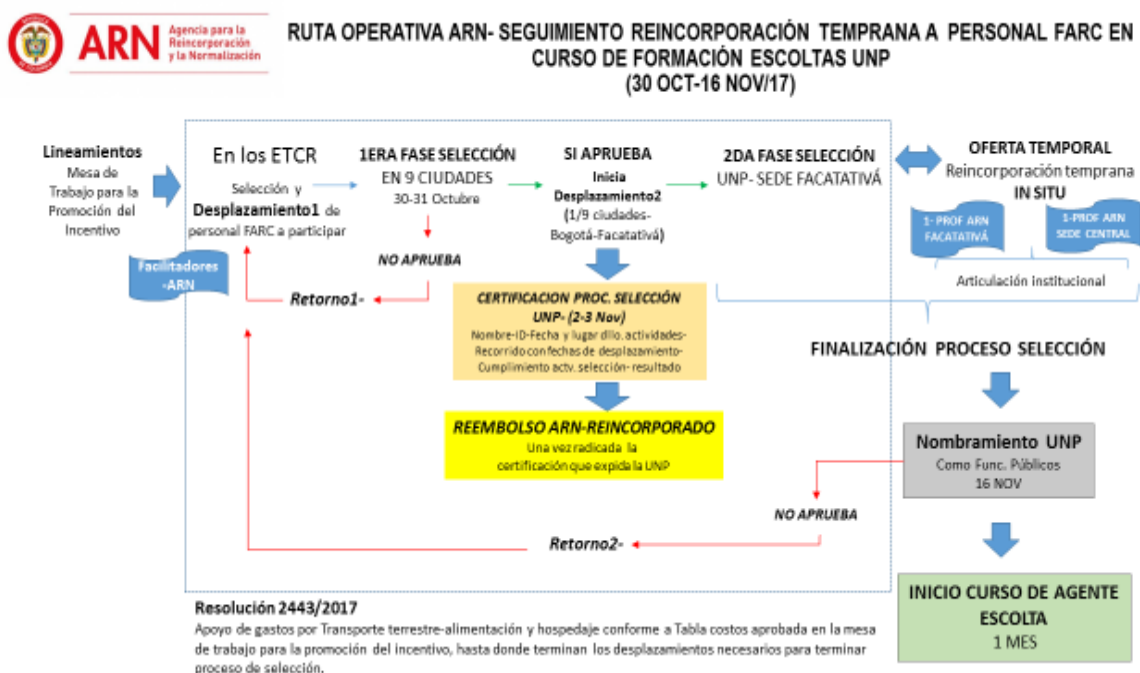 ARN
Agencia para la
Reincorporación
y la Normalización
RUTA OPERATIVA ARN- SEGUIMIENTO REINCORPORACIÓN TEMPRANA A PERSONAL FARC EN
CURSO DE FORMACIÓN ESCOLTAS UNP
(30 OCT-16 NOV/17)
Lineamientos
Mesa de
Trabajo para la
Promoción del
Incentivo
Facilitadores
-ARN
En los ETCR
Selección y
Desplazamiento1 de
personal FARC a participar
1ERA FASE SELECCIÓN
EN 9 CIUDADES
30-31 Octubre
NO APRUEBA
Retorno1-
SI APRUEBA
Inicia
Desplazamiento2
(1/9 ciudades-
Bogotá-Facatativá)
2DA FASE SELECCIÓN
UNP- SEDE FACATATIVÁ
OFERTA TEMPORAL
Reincorporación temprana
IN SITU
1- PROF ARN
FACATATIVÁ
1-PROF ARN
SEDE CENTRAL
Articulación institucional
CERTIFICACION PROC. SELECCIÓN
UNP- (2-3 Nov)
Nombre-ID-Fecha y lugar dllo. actividades-
Recorrido con fechas de desplazamiento-
Cumplimiento actv. selección- resultado
REEMBOLSO ARN-REINCORPORADO
Una vez radicada la
certificación que expida la UNP
FINALIZACIÓN PROCESO SELECCIÓN
Nombramiento UNP
Como Func. Públicos
16 NOV
NO APRUEBA
Retorno2-
INICIO CURSO DE AGENTE
ESCOLTA
1 MES
Resolución 2443/2017
Apoyo de gastos por Transporte terrestre-alimentación y hospedaje conforme a Tabla costos aprobada en la mesa
de trabajo para la promoción del incentivo, hasta donde terminan los desplazamientos necesarios para terminar
proceso de selección.